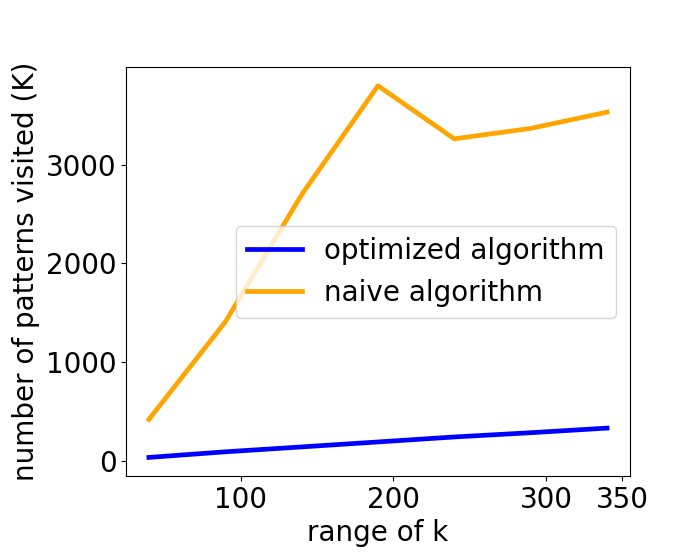 number of patterns visited (K)
3000
2000
1000
0
optimized algorithm
naive algorithm
100
200
300
350
range of k